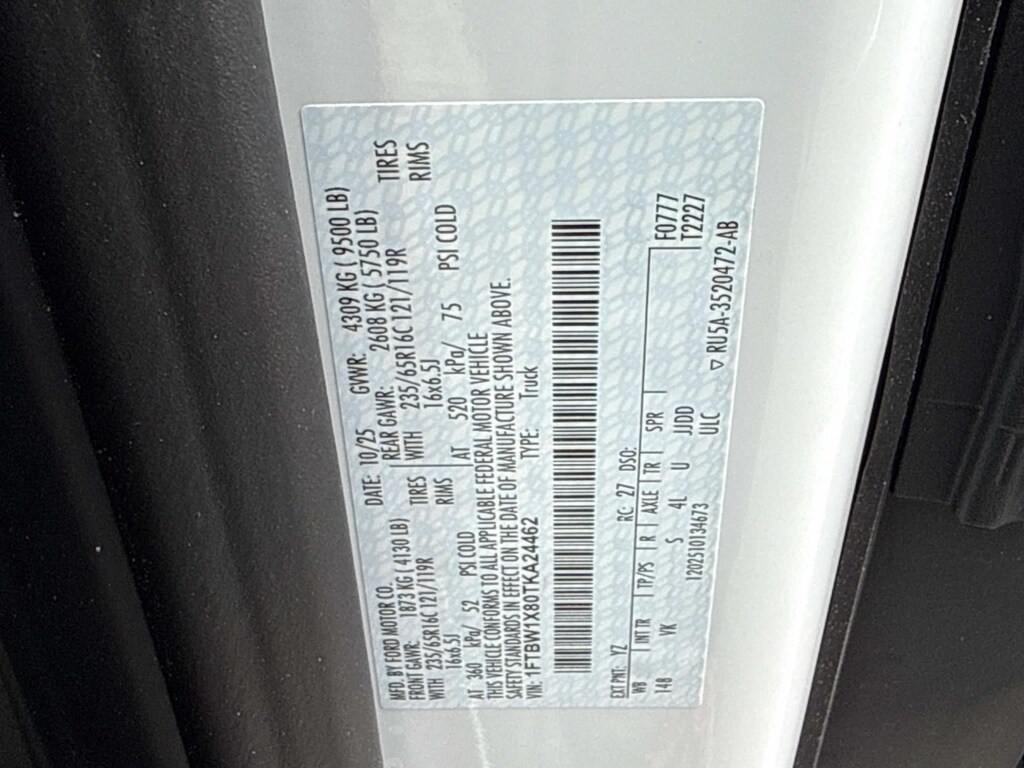 MFD. BY FORD MOTOR CO. DATE: 10/25 GVWR: 4309 KG ( 9500 LB)
FRONT GAWR: 1873 KG ( 4130 LB) REAR GAWR: 2608 KG ( 5750 LB)
WITH 235/65R16C 121/119R TIRES WITH 235/65R16C 121/119R TIRES
16x6.5J RIMS 16x6.5J RIMS
AT 360 kPa/ 52 PSI COLD AT 520 kPa/ 75 PSI COLD
THIS VEHICLE CONFORMS TO ALL APPLICABLE FEDERAL MOTOR VEHICLE
SAFETY STANDARDS IN EFFECT ON THE DATE OF MANUFACTURE SHOWN ABOVE.
VIN: 1FTBW1X80TKA24462 TYPE: Truck
EXT PNT: YZ RC: 27 DSO: F0777
WB INT TR TP/PS R AXLE TR SPR T2227
148 VK S 4L U JJDD
120251013​4673 ULC ▽ RU5A-3520472-AB